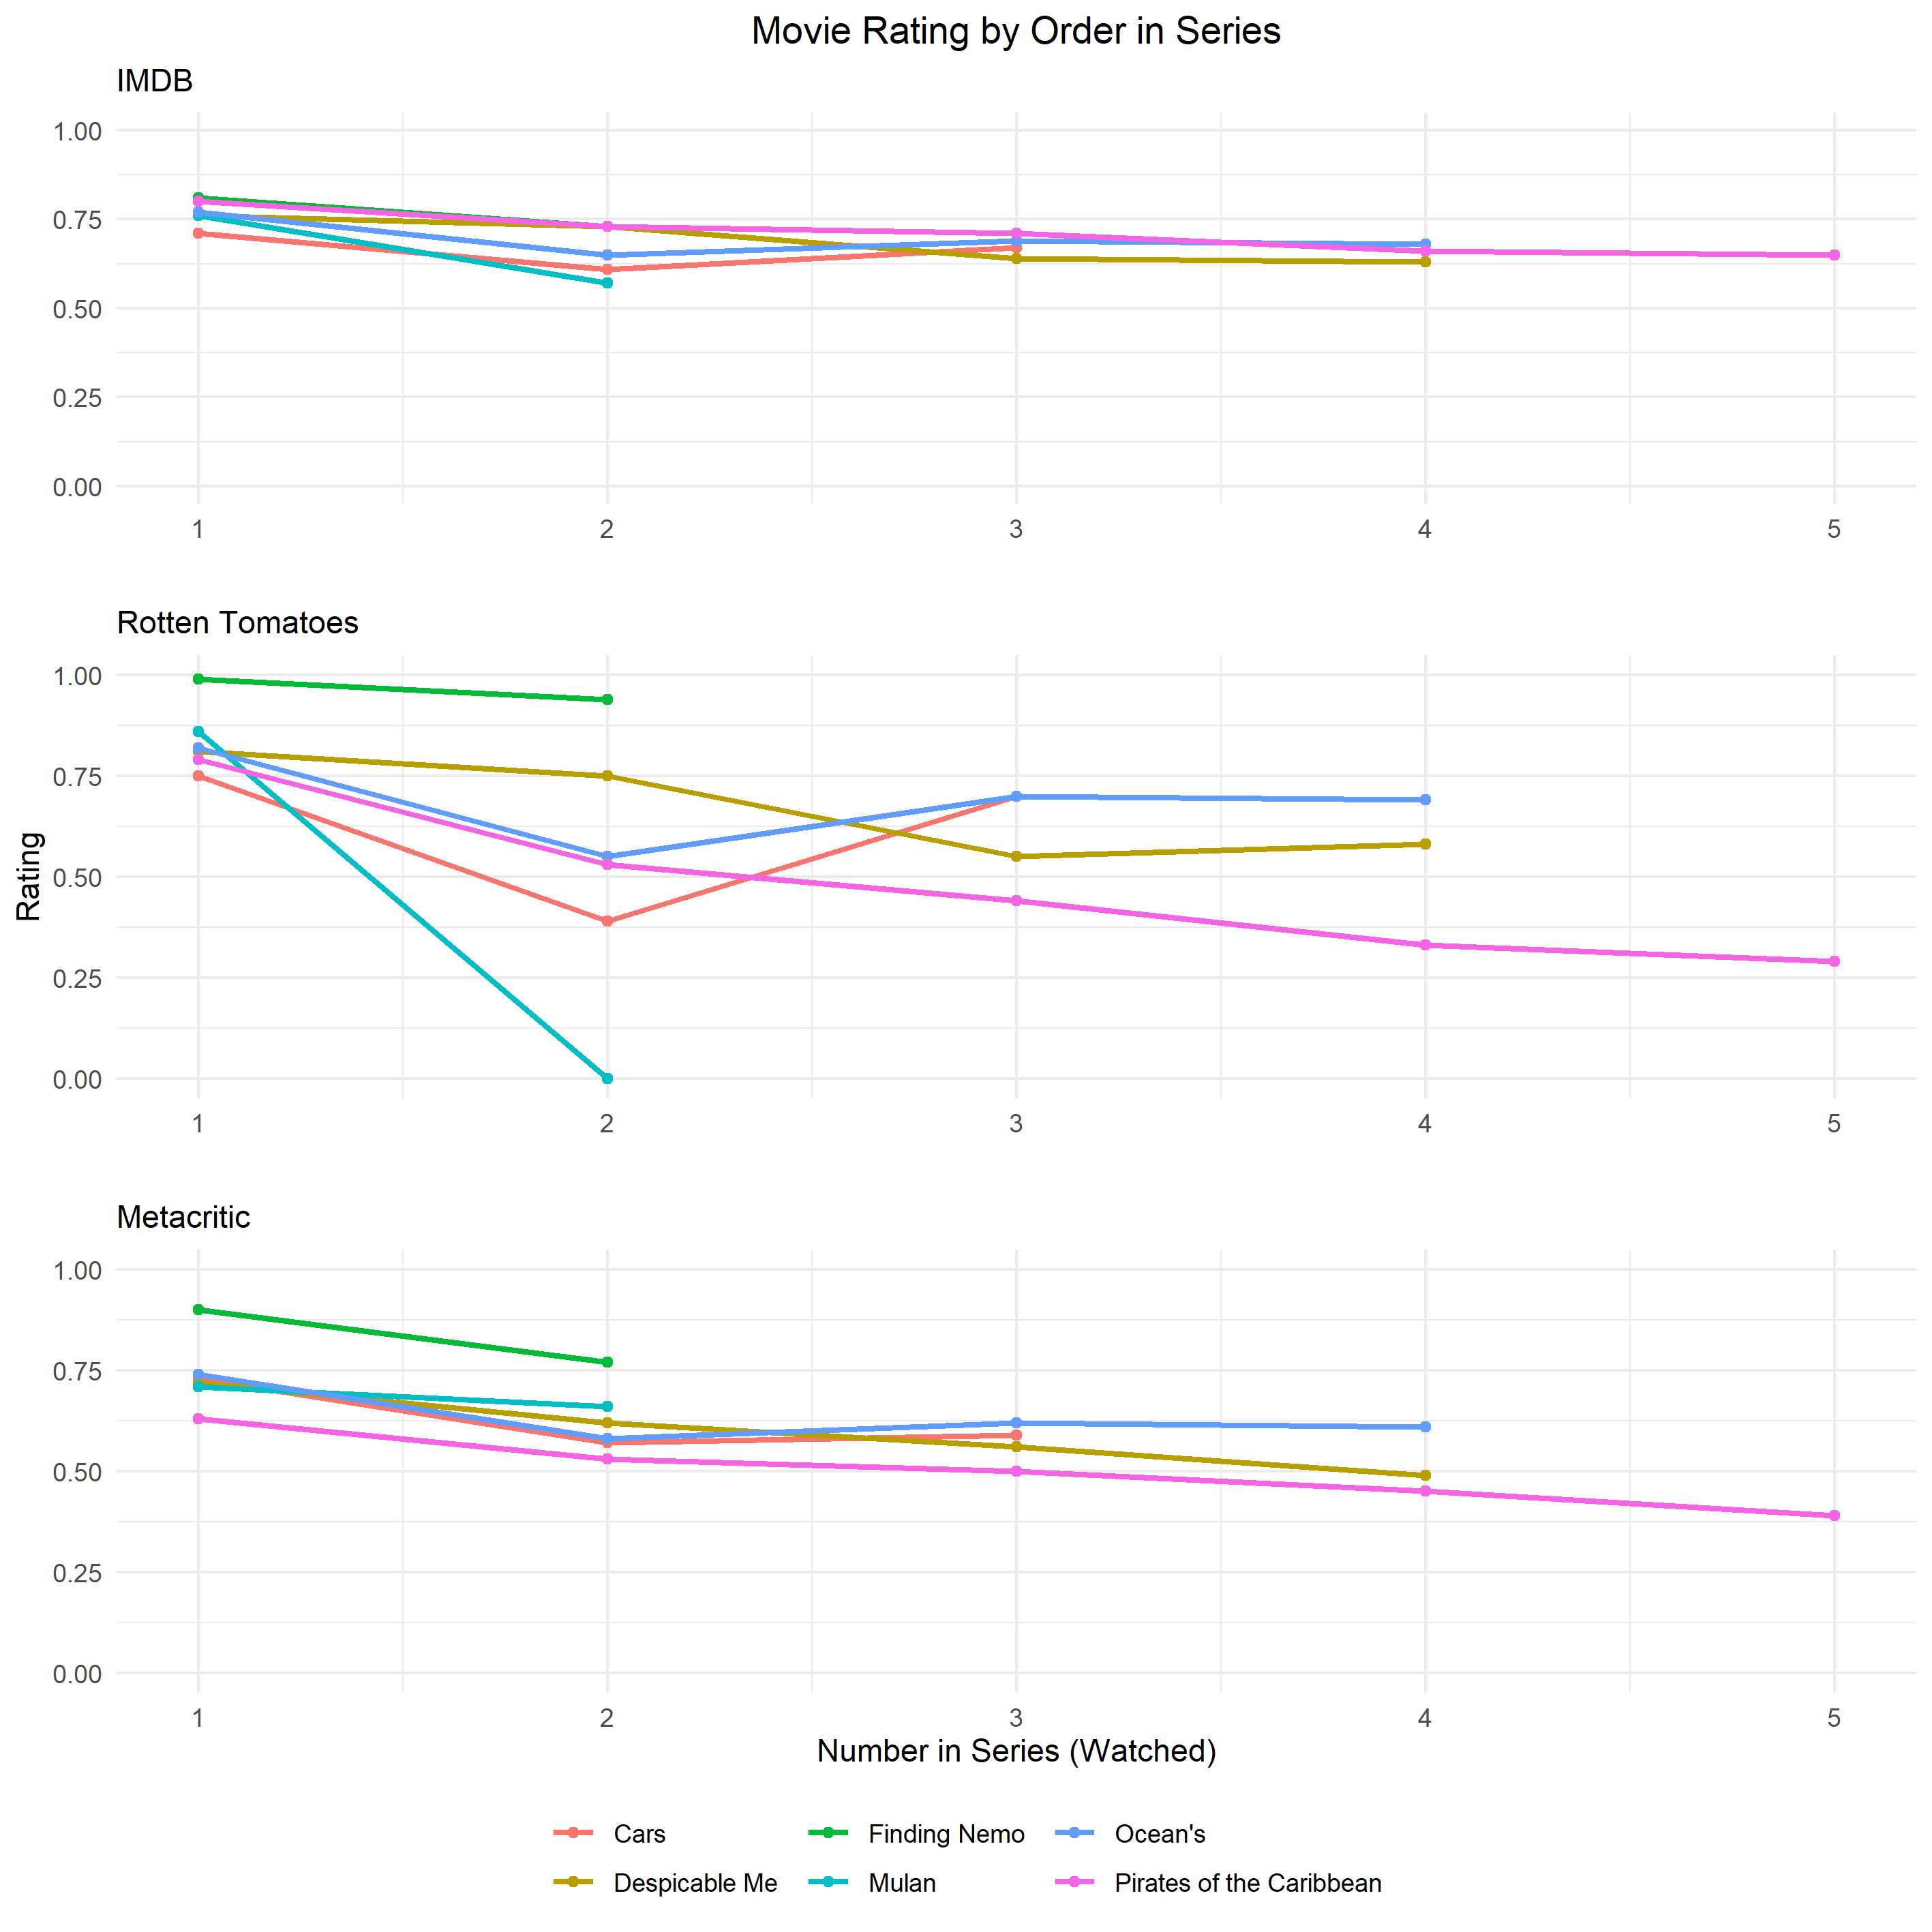 Movie Rating by Order in Series
IMDB
1.00
0.75
0.50
0.25
0.00
1 2 3 4 5
Rotten Tomatoes
1.00
0.75
0.50
0.25
0.00
1 2 3 4 5
Rating
Metacritic
1.00
0.75
0.50
0.25
0.00
1 2 3 4 5
Number in Series (Watched)
Cars Finding Nemo Ocean's
Despicable Me Mulan Pirates of the Caribbean